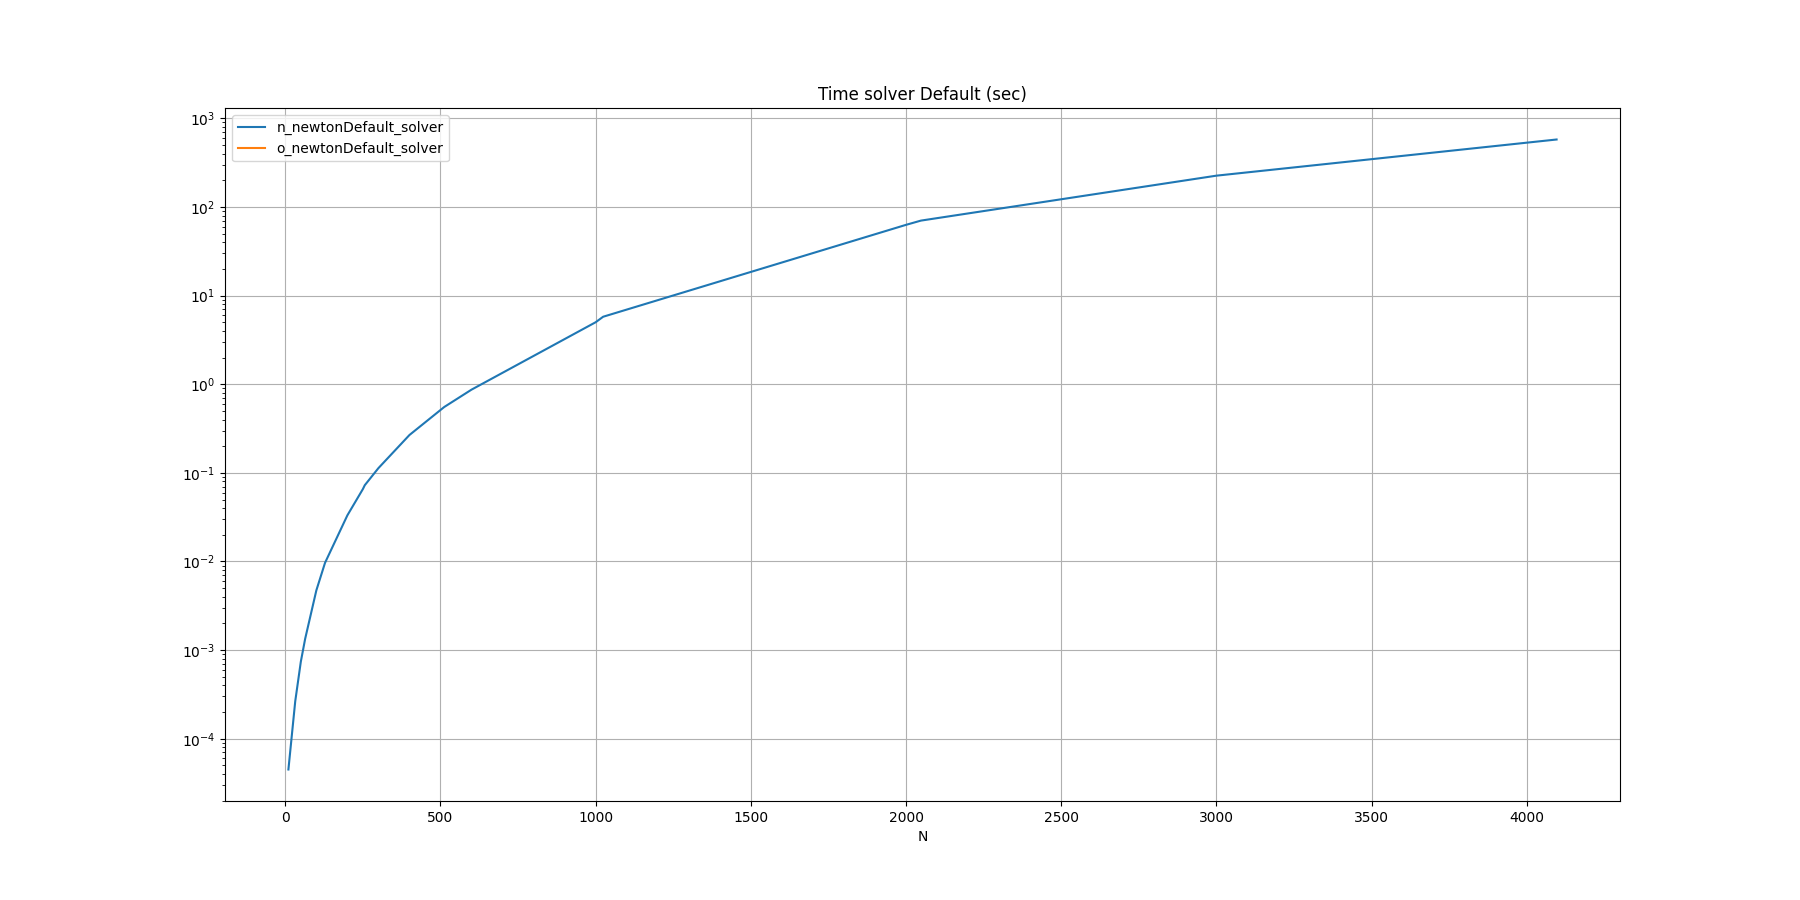 Time solver Default (sec)
n_newtonDefault_solver
o_newtonDefault_solver
10³
10²
10¹
10⁰
10⁻¹
10⁻²
10⁻³
10⁻⁴
0 500 1000 1500 2000 2500 3000 3500 4000
N